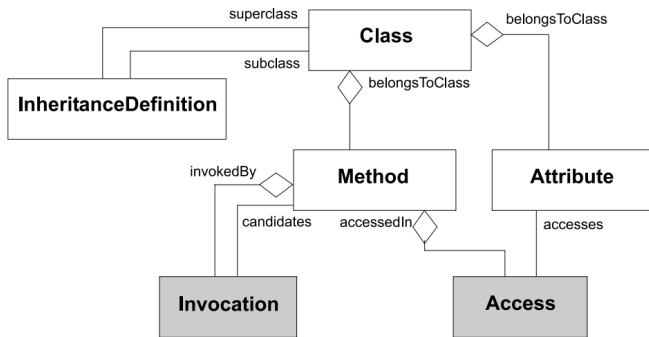 superclass
Class
belongsToClass
subclass
InheritanceDefinition
belongsToClass
invokedBy
Method
Attribute
candidates
accessedIn
accesses
Invocation
Access